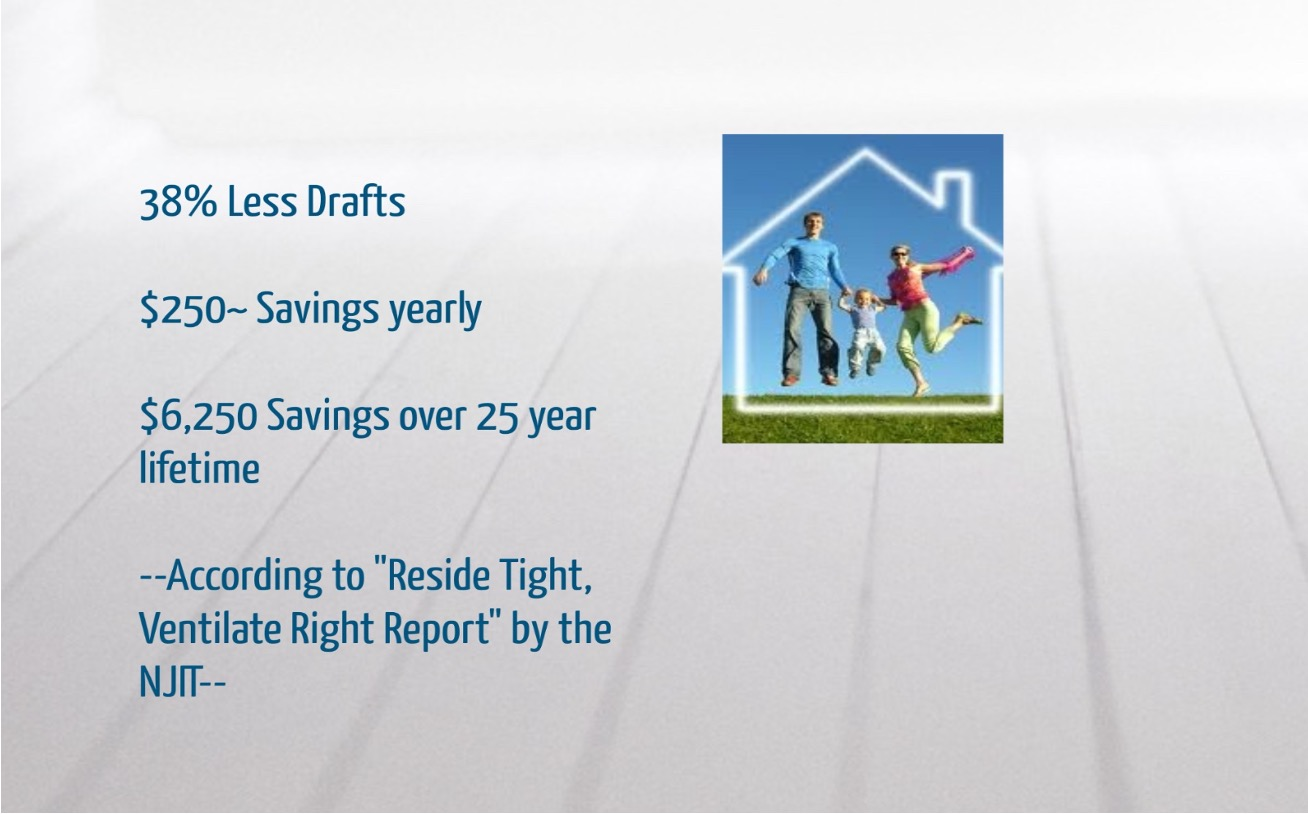 38% Less Drafts
$250~ Savings yearly
$6,250 Savings over 25 year
lifetime
--According to "Reside Tight,
Ventilate Right Report" by the
NJIT--